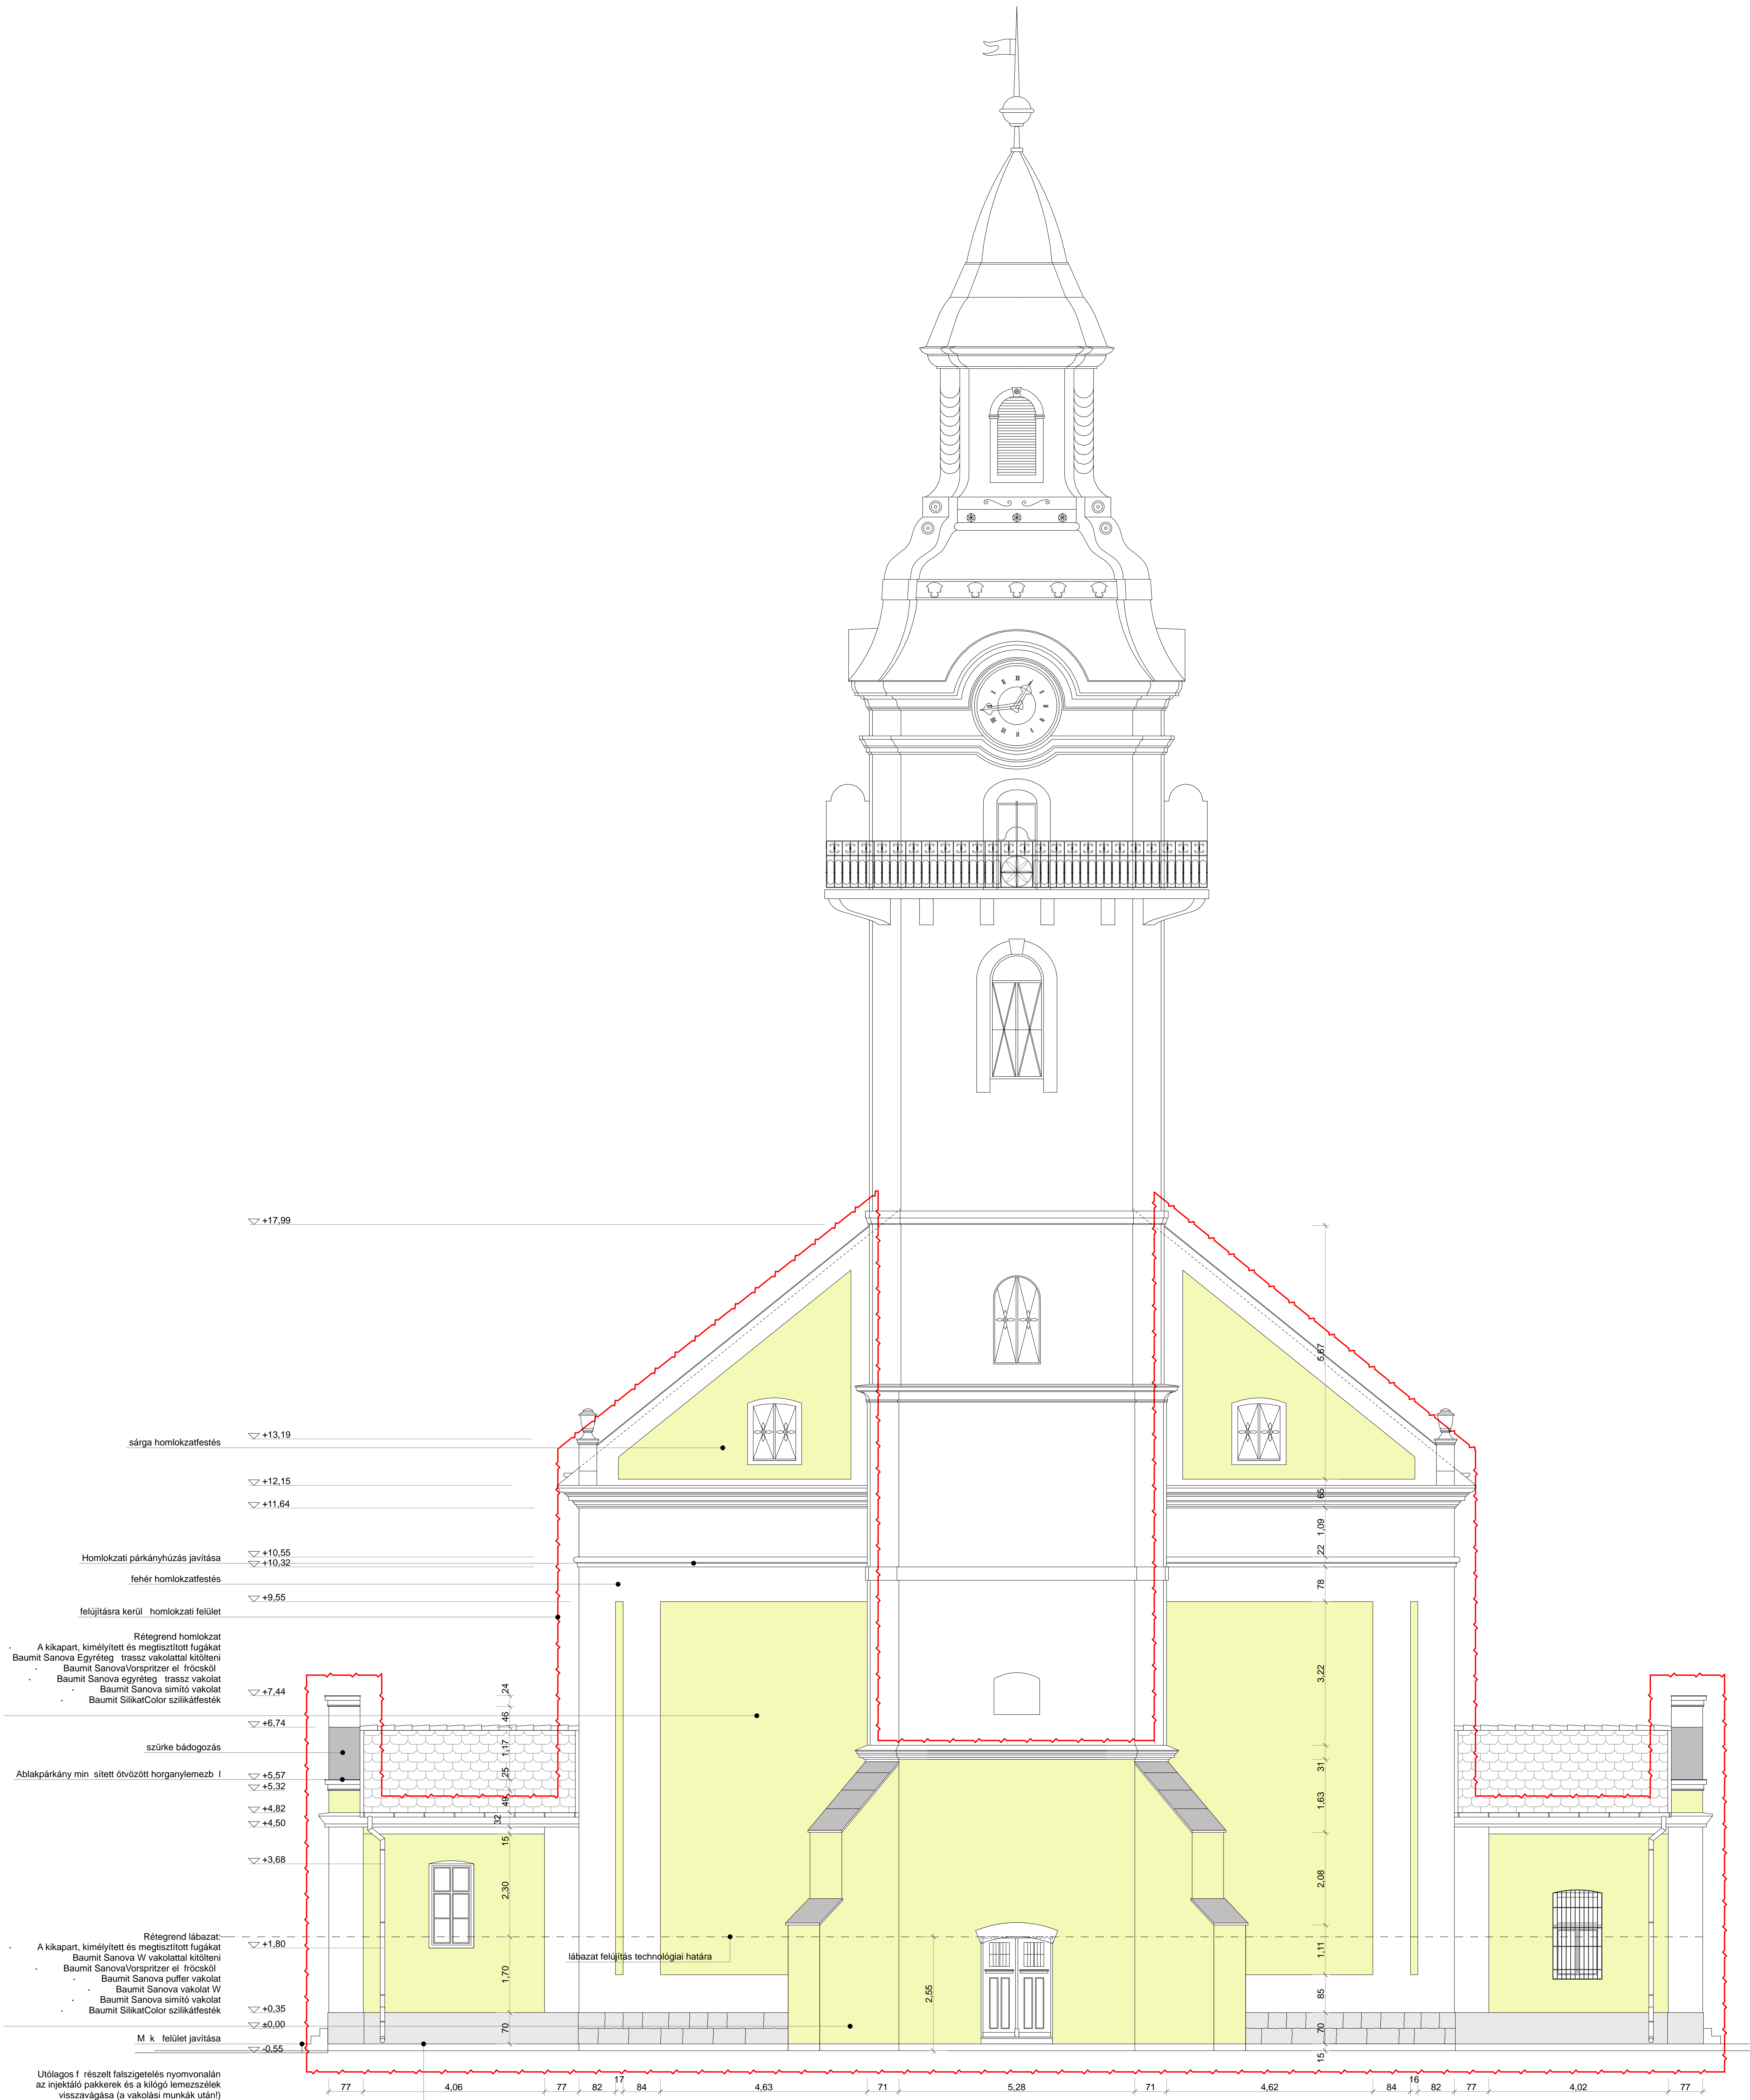 +17,99
5,67
+13,19
sárga homlokzatfestés
+12,15
66
+11,64
1,09
+10,55
22
Homlokzati párkányhúzás javítása
+10,32
fehér homlokzatfestés
78
+9,55
felújításra kerül homlokzati felület
Rétegrend homlokzat
· A kikapart, kimélyített és megtisztított fugákat
Baumit Sanova Egyréteg trassz vakolattal kitölteni
· Baumit SanovaVorspritzer el fröcsköl
· Baumit Sanova egyréteg trassz vakolat
· Baumit Sanova simító vakolat
· Baumit SilikatColor szilikátfesték
3,22
+7,44
24
46
+6,74
szürke bádogozás
1,17
31
Ablakpárkány min sített ötvözött horganylemezb l
+5,57
25
+5,32
49
1,63
+4,82
32
+4,50
15
+3,68
2,30
2,08
Rétegrend lábazat:
· A kikapart, kimélyített és megtisztított fugákat
Baumit Sanova W vakolattal kitölteni
· Baumit SanovaVorspritzer el fröcsköl
· Baumit Sanova puffer vakolat
· Baumit Sanova vakolat W
· Baumit Sanova simító vakolat
· Baumit SilikatColor szilikátfesték
+1,80
lábazat felújítás technológiai határa
1,11
1,70
2,55
85
+0,35
±0,00
70
70
M k felület javítása
-0,55
15
Utólagos f részelt falszigetelés nyomvonalán
az injektáló pakkerek és a kilógó lemezszélek
visszavágása (a vakolási munkák után!)
77 4,06 77 82 17 84 4,63 71 5,28 71 4,62 84 16 82 77 4,02 77